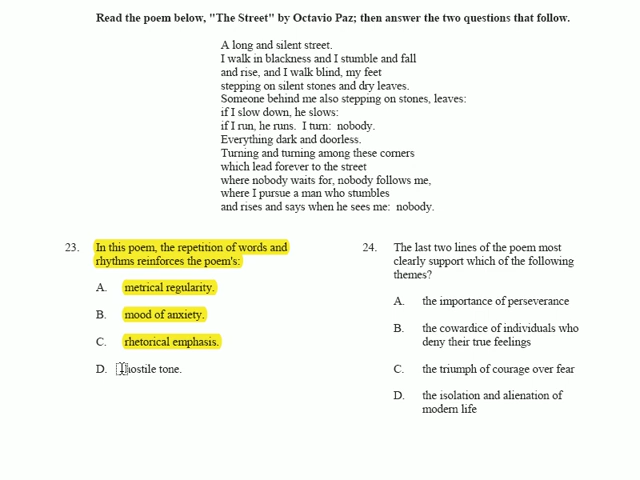 Read the poem below, "The Street" by Octavio Paz; then answer the two questions that follow.
A long and silent street.
I walk in blackness and I stumble and fall
and rise, and I walk blind, my feet
stepping on silent stones and dry leaves.
Someone behind me also stepping on stones, leaves:
if I slow down, he slows:
if I run, he runs. I turn: nobody.
Everything dark and doorless.
Turning and turning among these corners
which lead forever to the street
where nobody waits for, nobody follows me,
where I pursue a man who stumbles
and rises and says when he sees me: nobody.
23. In this poem, the repetition of words and
rhythms reinforces the poem's:
A. metrical regularity.
B. mood of anxiety.
C. rhetorical emphasis.
D. hostile tone.
24. The last two lines of the poem most
clearly support which of the following
themes?
A. the importance of perseverance
B. the cowardice of individuals who
deny their true feelings
C. the triumph of courage over fear
D. the isolation and alienation of
modern life